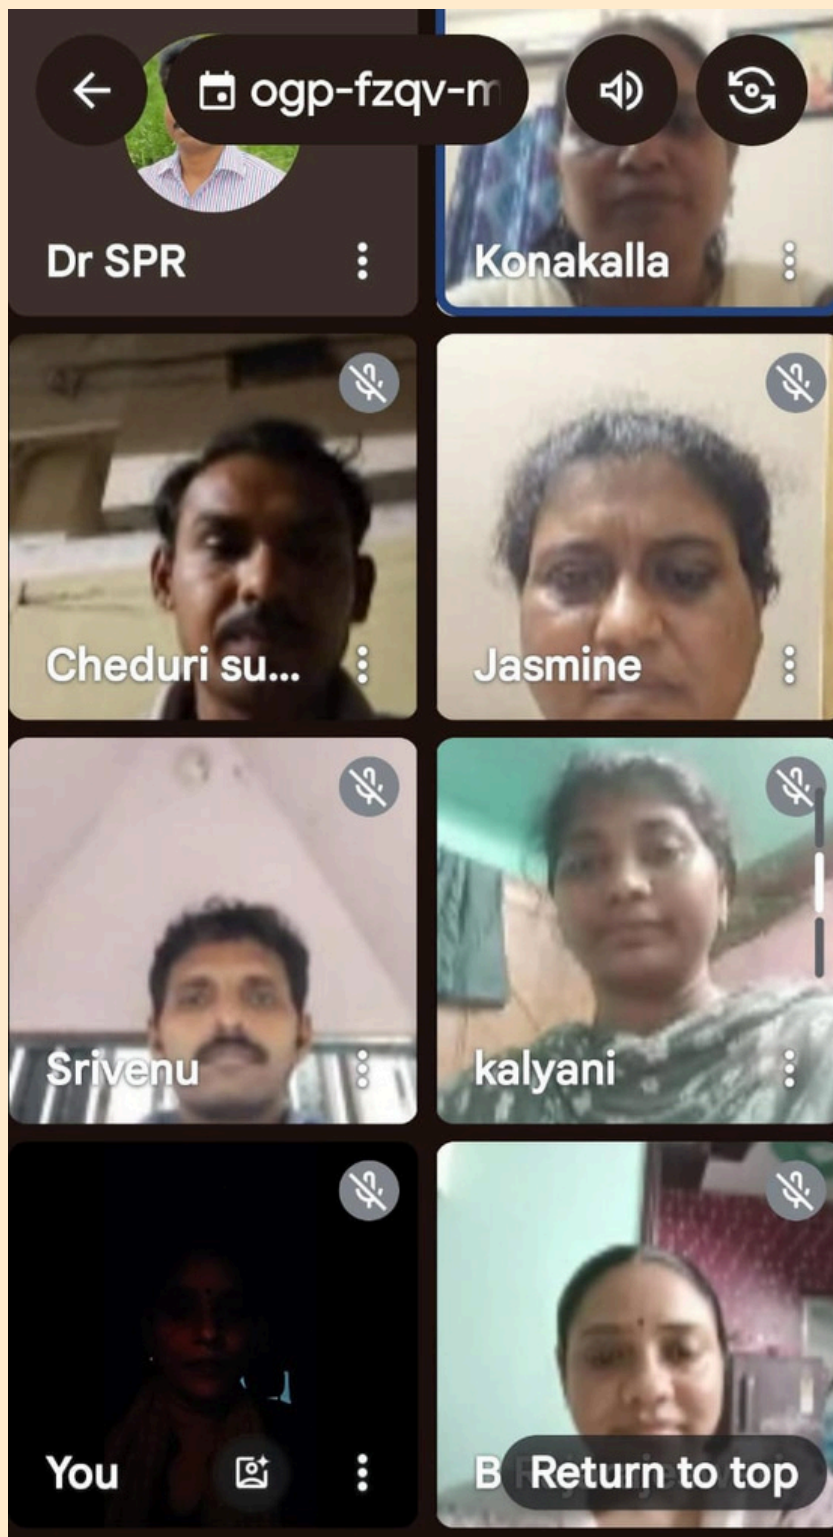 ogp-fzqv-m
Dr SPR
Konakalla
Cheduri su...
Jasmine
Srivenu
kalyani
You
B
Return to top